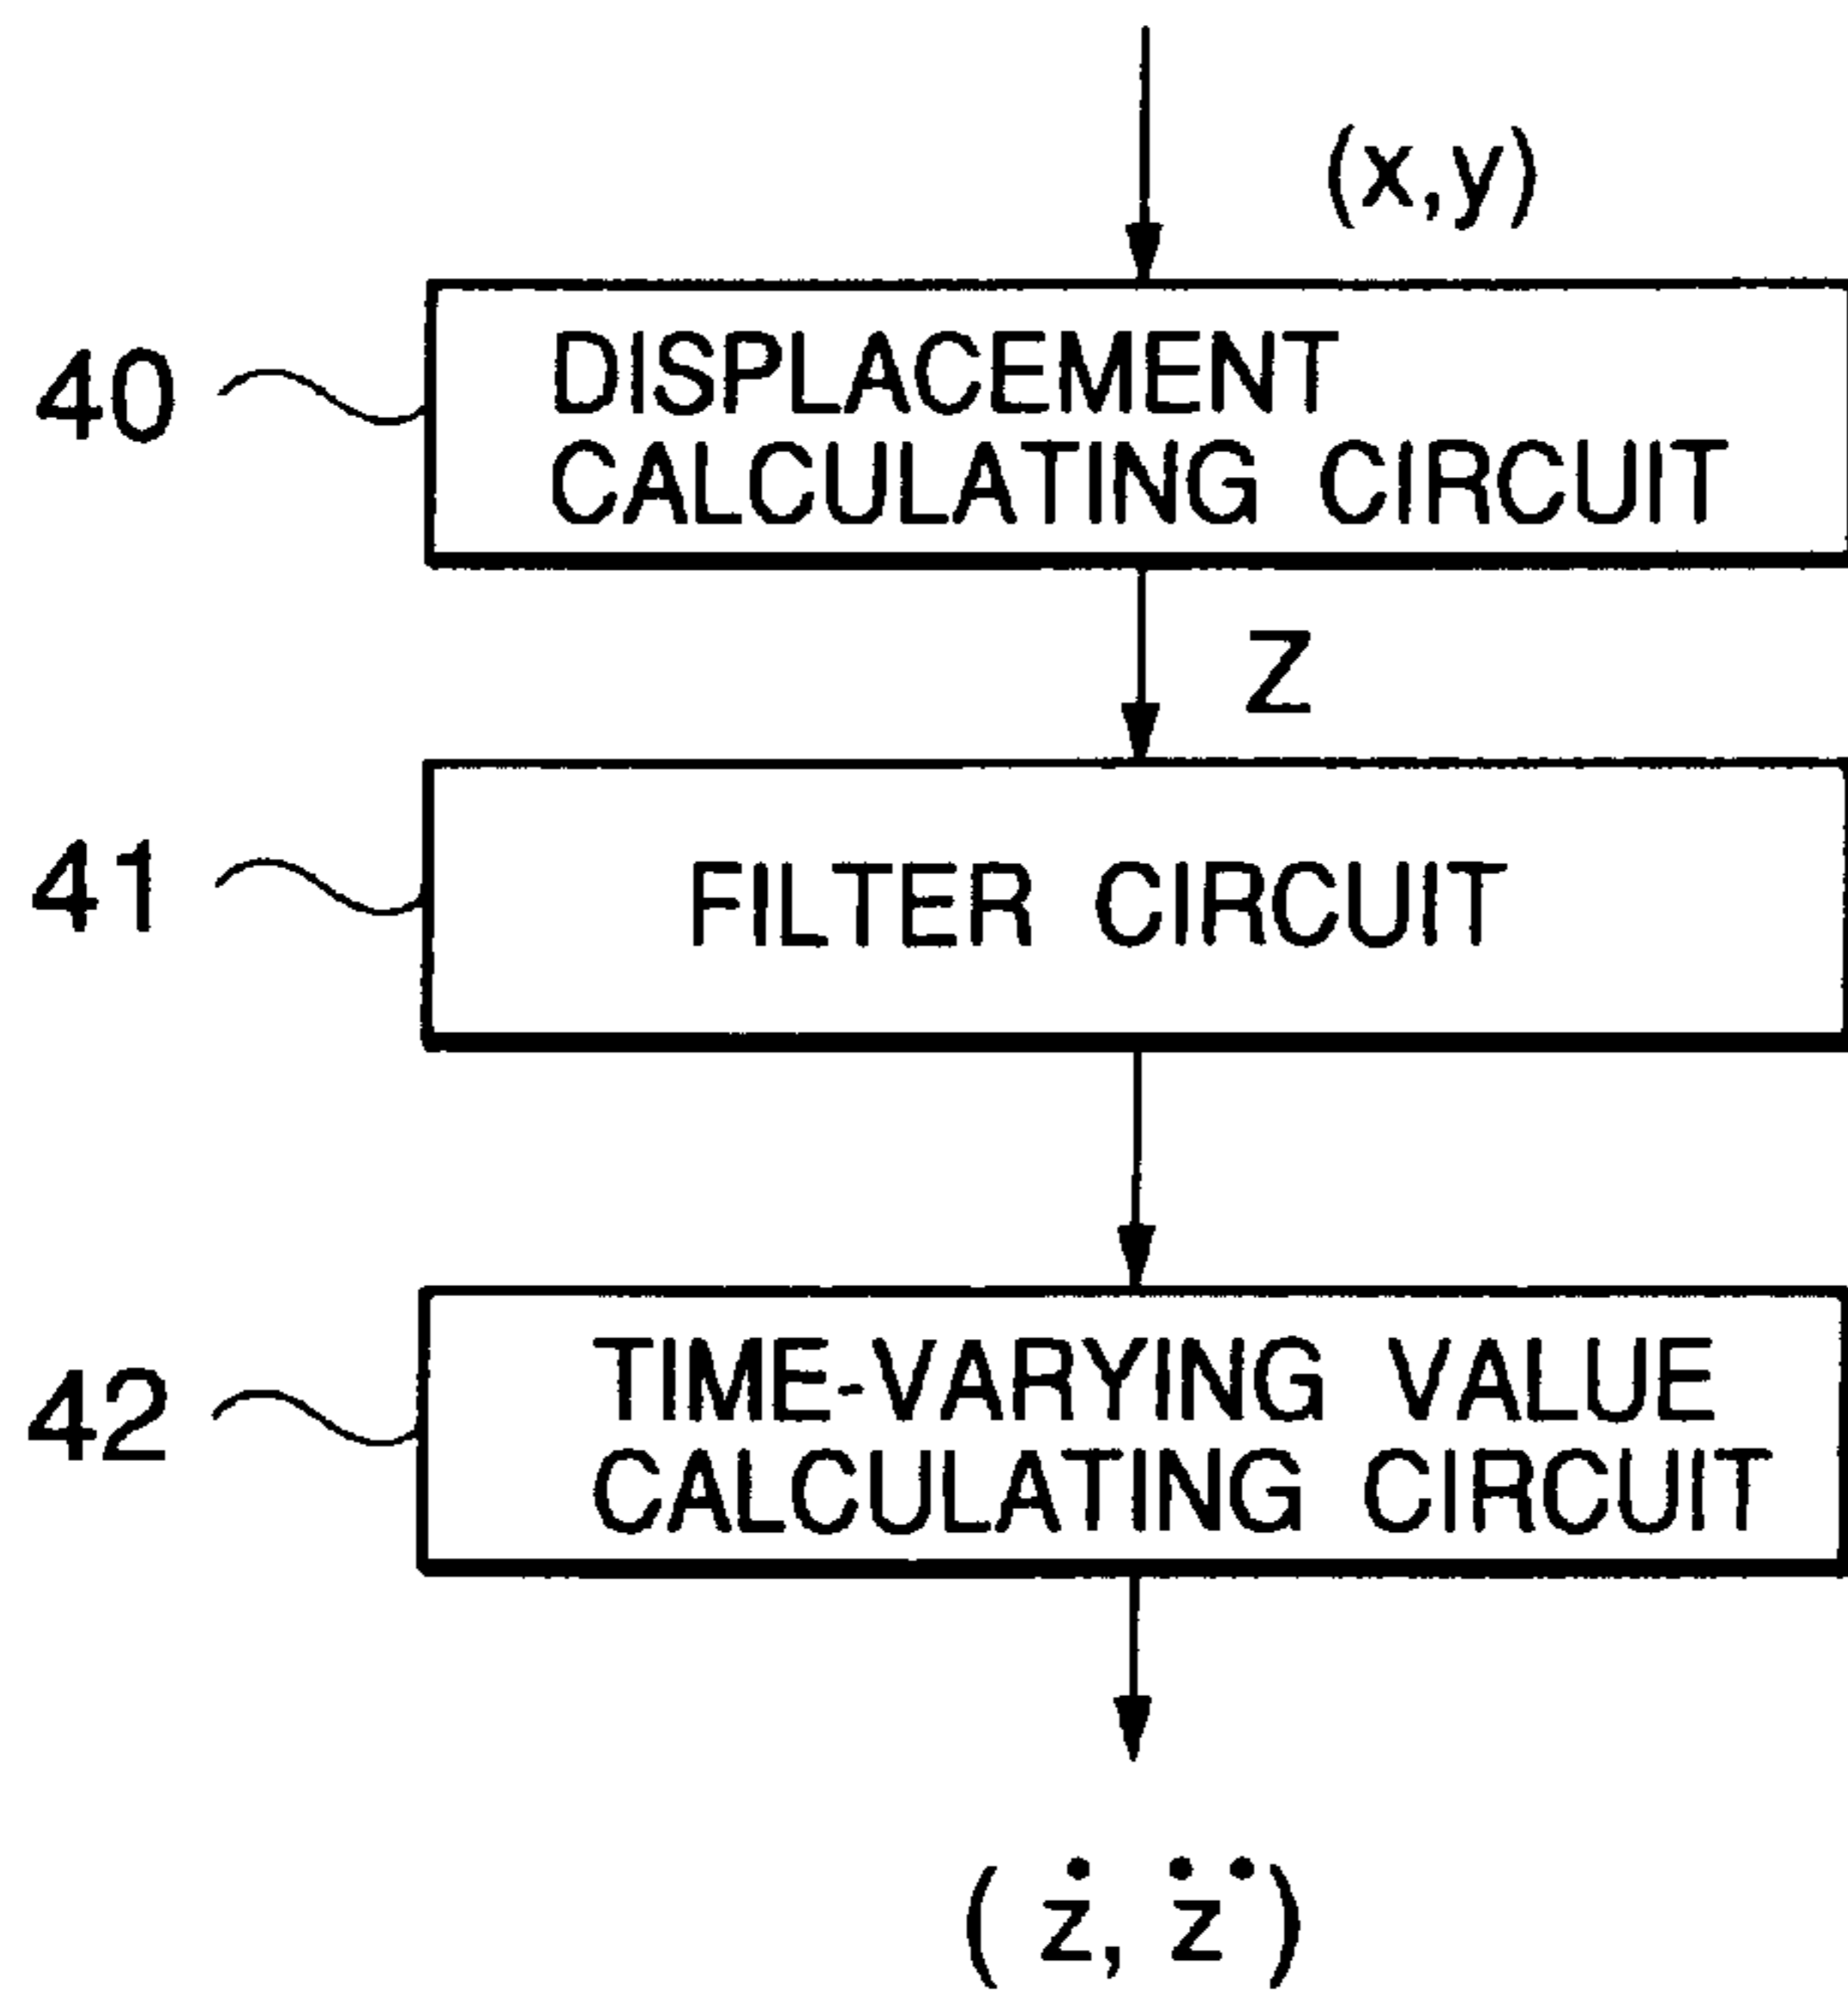 (x,y)
40
DISPLACEMENT
CALCULATING CIRCUIT
Z
41
FILTER CIRCUIT
42
TIME-VARYING VALUE
CALCULATING CIRCUIT
(ż, z̈)